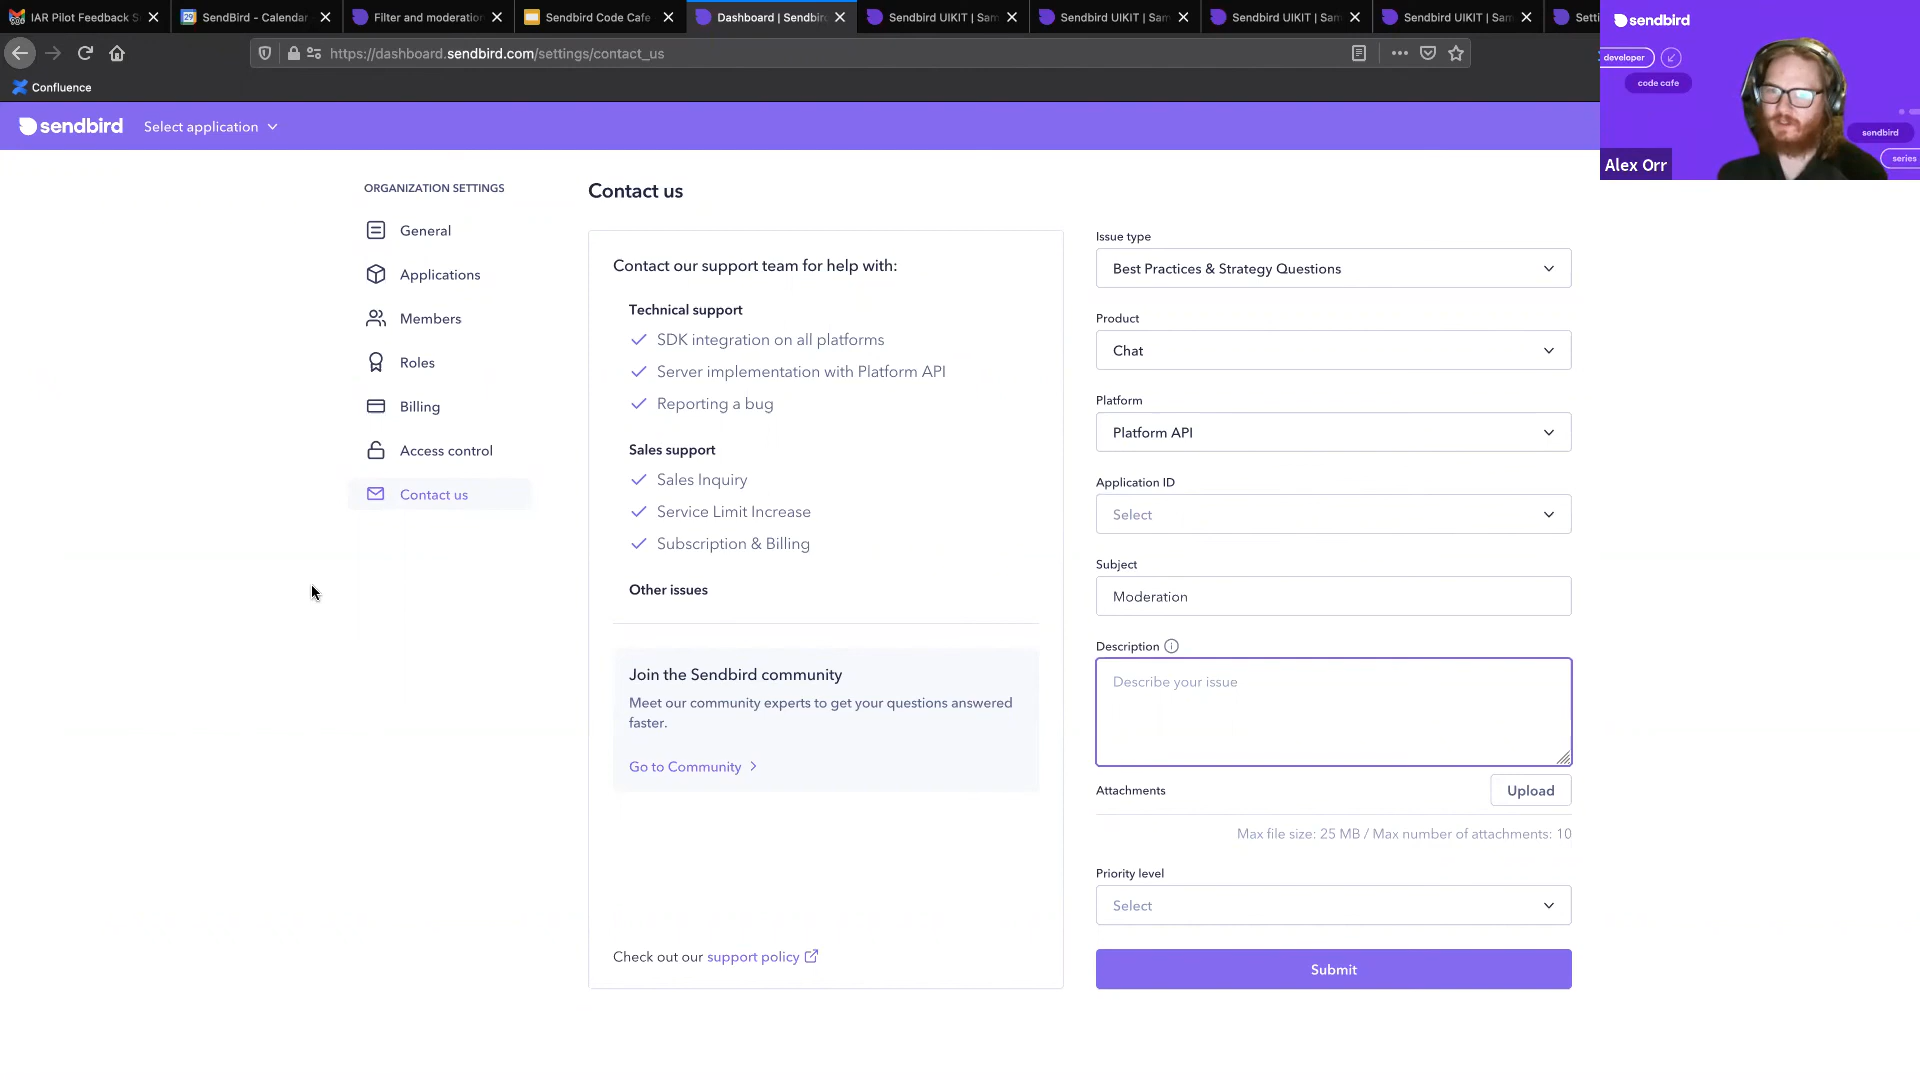 IAR Pilot Feedback S
SendBird - Calendar
Filter and moderation
Sendbird Code Cafe
Dashboard | Sendbird
Sendbird UIKIT | Sam
Sendbird UIKIT | Sam
Sendbird UIKIT | Sam
Sendbird UIKIT | Sam
Setti
https://dashboard.sendbird.com/settings/contact_us
Confluence
sendbird
developer
code cafe
sendbird
series
Alex Orr
sendbird
Select application
ORGANIZATION SETTINGS
General
Applications
Members
Roles
Billing
Access control
Contact us
Contact us
Contact our support team for help with:
Technical support
SDK integration on all platforms
Server implementation with Platform API
Reporting a bug
Sales support
Sales Inquiry
Service Limit Increase
Subscription & Billing
Other issues
Join the Sendbird community
Meet our community experts to get your questions answered
faster.
Go to Community
Check out our support policy
Issue type
Best Practices & Strategy Questions
Product
Chat
Platform
Platform API
Application ID
Select
Subject
Moderation
Description
Describe your issue
Attachments
Upload
Max file size: 25 MB / Max number of attachments: 10
Priority level
Select
Submit